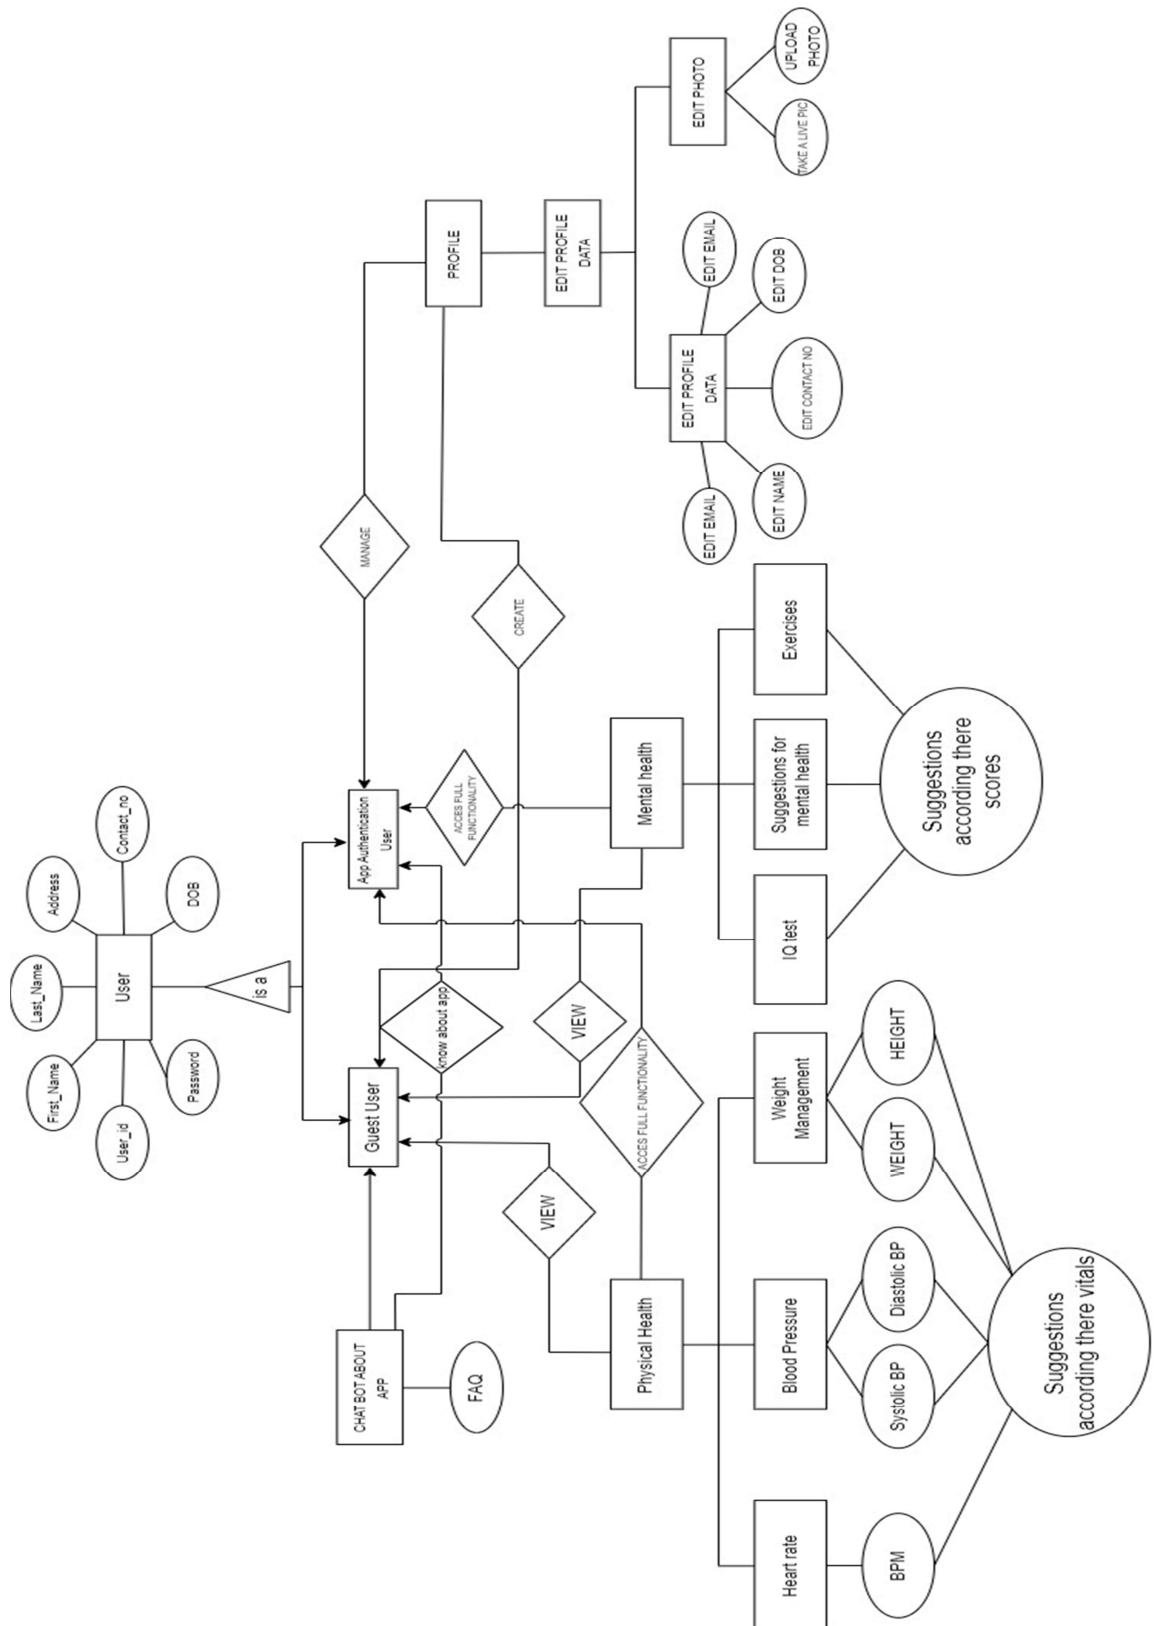 Last_Name
First_Name
Address
User_id
User
Contact_no
Password
DOB
is a
CHAT BOT ABOUT
APP
FAQ
Guest User
know about app
App Authentication
User
MANAGE
PROFILE
CREATE
ACCES FULL
FUNCTIONALITY
VIEW
VIEW
ACCES FULL FUNCTIONALITY
EDIT PROFILE
DATA
EDIT PHOTO
UPLOAD
PHOTO
TAKE A LIVE PIC
EDIT PROFILE
DATA
EDIT EMAIL
EDIT NAME
EDIT CONTACT NO
EDIT DOB
EDIT EMAIL
Physical Health
Mental health
Heart rate
Blood Pressure
Weight
Management
IQ test
Suggestions for
mental health
Exercises
BPM
Systolic BP
Diastolic BP
WEIGHT
HEIGHT
Suggestions
according there vitals
Suggestions
according there
scores